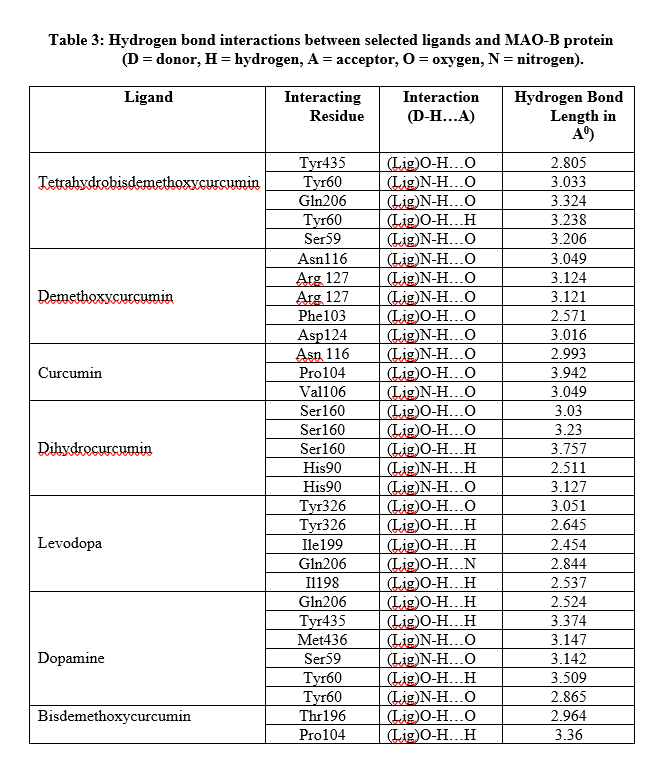 Table 3: Hydrogen bond interactions between selected ligands and MAO-B protein
(D = donor, H = hydrogen, A = acceptor, O = oxygen, N = nitrogen).
Ligand Interacting Interaction Hydrogen Bond
Residue (D-H…A) Length in
A⁰)
Tyr435 (Lig)O-H…O 2.805
Tetrahydrobisdemethoxycurcumin Tyr60 (Lig)N-H…O 3.033
Gln206 (Lig)N-H…O 3.324
Tyr60 (Lig)O-H…H 3.238
Ser59 (Lig)N-H…O 3.206
Asn116 (Lig)N-H…O 3.049
Arg 127 (Lig)N-H…O 3.124
Demethoxycurcumin Arg 127 (Lig)N-H…O 3.121
Phe103 (Lig)O-H…O 2.571
Asp124 (Lig)N-H…O 3.016
Asn 116 (Lig)N-H…O 2.993
Curcumin Pro104 (Lig)O-H…O 3.942
Val106 (Lig)N-H…O 3.049
Ser160 (Lig)O-H…O 3.03
Ser160 (Lig)O-H…O 3.23
Dihydrocurcumin Ser160 (Lig)O-H…H 3.757
His90 (Lig)N-H…H 2.511
His90 (Lig)N-H…O 3.127
Tyr326 (Lig)O-H…O 3.051
Tyr326 (Lig)O-H…H 2.645
Levodopa Ile199 (Lig)O-H…H 2.454
Gln206 (Lig)O-H…N 2.844
Il198 (Lig)O-H…H 2.537
Gln206 (Lig)O-H…H 2.524
Tyr435 (Lig)O-H…H 3.374
Met436 (Lig)N-H…O 3.147
Dopamine Ser59 (Lig)N-H…O 3.142
Tyr60 (Lig)O-H…H 3.509
Tyr60 (Lig)N-H…O 2.865
Bisdemethoxycurcumin Thr196 (Lig)O-H…O 2.964
Pro104 (Lig)O-H…H 3.36